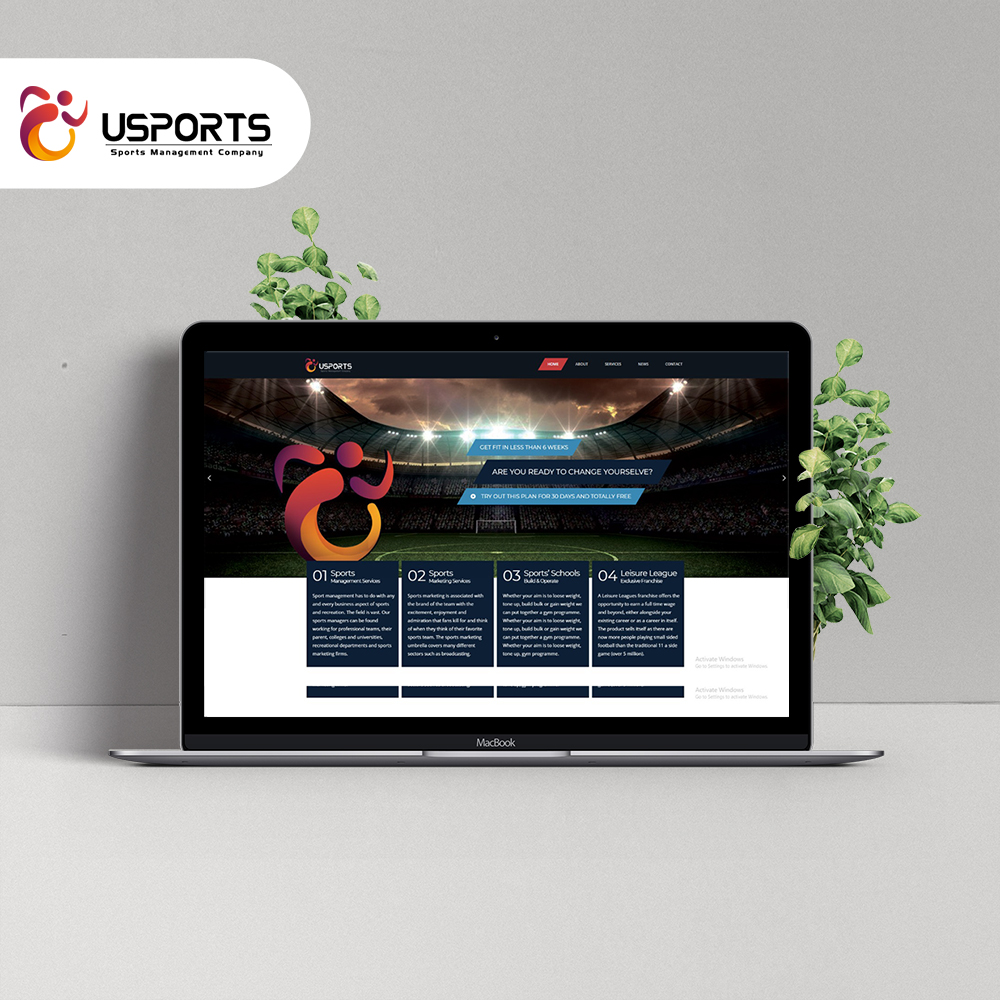 USPORTS
Sports Management Company
USPORTS
HOME ABOUT SERVICES NEWS CONTACT
GET FIT IN LESS THAN 6 WEEKS
ARE YOU READY TO CHANGE YOURSELVE?
TRY OUT THIS PLAN FOR 30 DAYS AND TOTALLY FREE
01 Sports
Management Services
Sport management has to do with any
and every business aspect of sports
and recreation. The field is vast. Our
sports managers can be found
working for professional teams, their
parent, colleges and universities,
recreational departments and sports
marketing firms.
02 Sports
Marketing Services
Sports marketing is associated with
the brand of the team with the
excitement, enjoyment and
admiration that fans kill for and think
of when they think of their favorite
sports team. The sports marketing
umbrella covers many different
sectors such as broadcasting.
03 Sports' Schools
Build & Operate
Whether your aim is to loose weight,
tone up, build bulk or gain weight we
can put together a gym programme.
Whether your aim is to loose weight,
tone up, build bulk or gain weight we
can put together a gym programme.
Whether your aim is to loose weight,
tone up, gym programme.
04 Leisure League
Exclusive Franchise
A Leisure Leagues franchise offers the
opportunity to earn a full time wage
and beyond, either alongside your
existing career or as a career in itself.
The product sells itself as there are
now more people playing small sided
football than the traditional 11 a side
game (over 5 million).
Activate Windows
Go to Settings to activate Windows.
Activate Windows
Go to Settings to activate Windows.
MacBook